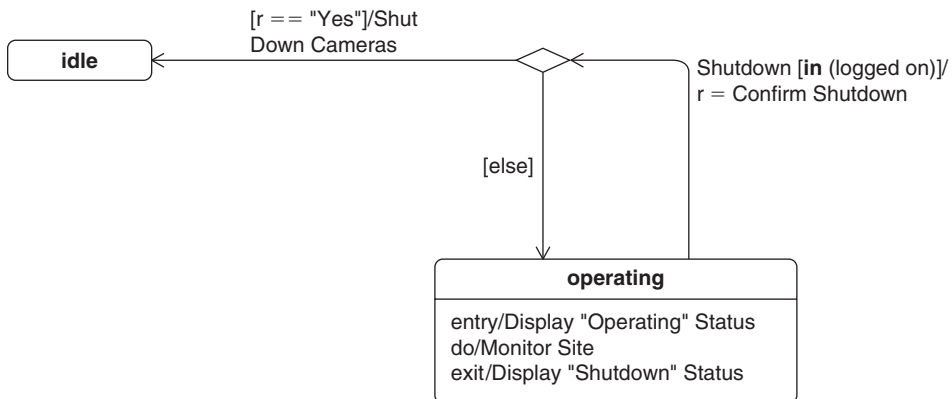 [r == "Yes"]/Shut
Down Cameras
idle
Shutdown [in (logged on)]/
r = Confirm Shutdown
[else]
operating
entry/Display "Operating" Status
do/Monitor Site
exit/Display "Shutdown" Status